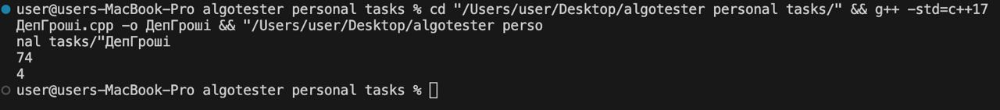 user@users-MacBook-Pro algotester personal tasks % cd "/Users/user/Desktop/algotester personal tasks/" && g++ -std=c++17
ДепГроші.cpp -o ДепГроші && "/Users/user/Desktop/algotester perso
nal tasks/"ДепГроші
74
4
user@users-MacBook-Pro algotester personal tasks %